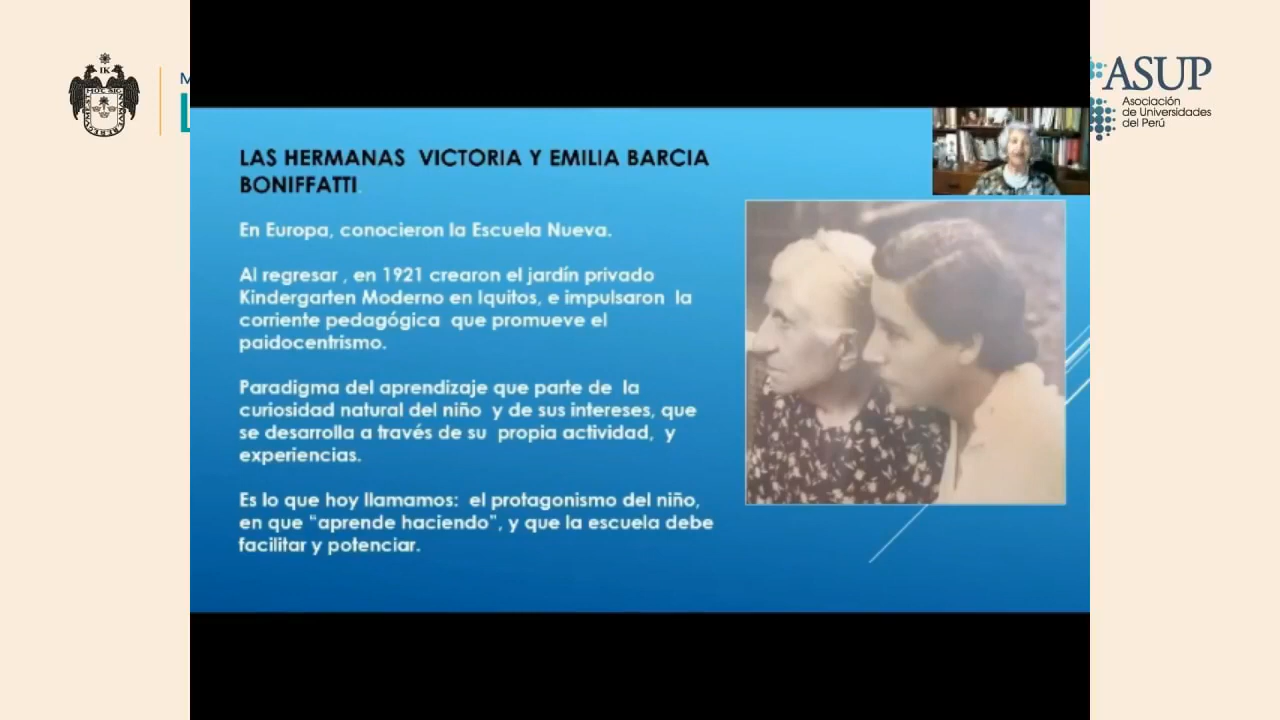 LAS HERMANAS VICTORIA Y EMILIA BARCIA
BONIFFATTI
En Europa, conocieron la Escuela Nueva.
Al regresar , en 1921 crearon el jardín privado
Kindergarten Moderno en Iquitos, e impulsaron la
corriente pedagógica que promueve el
paidocentrismo.
Paradigma del aprendizaje que parte de la
curiosidad natural del niño y de sus intereses, que
se desarrolla a través de su propia actividad, y
experiencias.
Es lo que hoy llamamos: el protagonismo del niño,
en que “aprende haciendo”, y que la escuela debe
facilitar y potenciar.
ASUP
Asociación
de Universidades
del Perú
IK